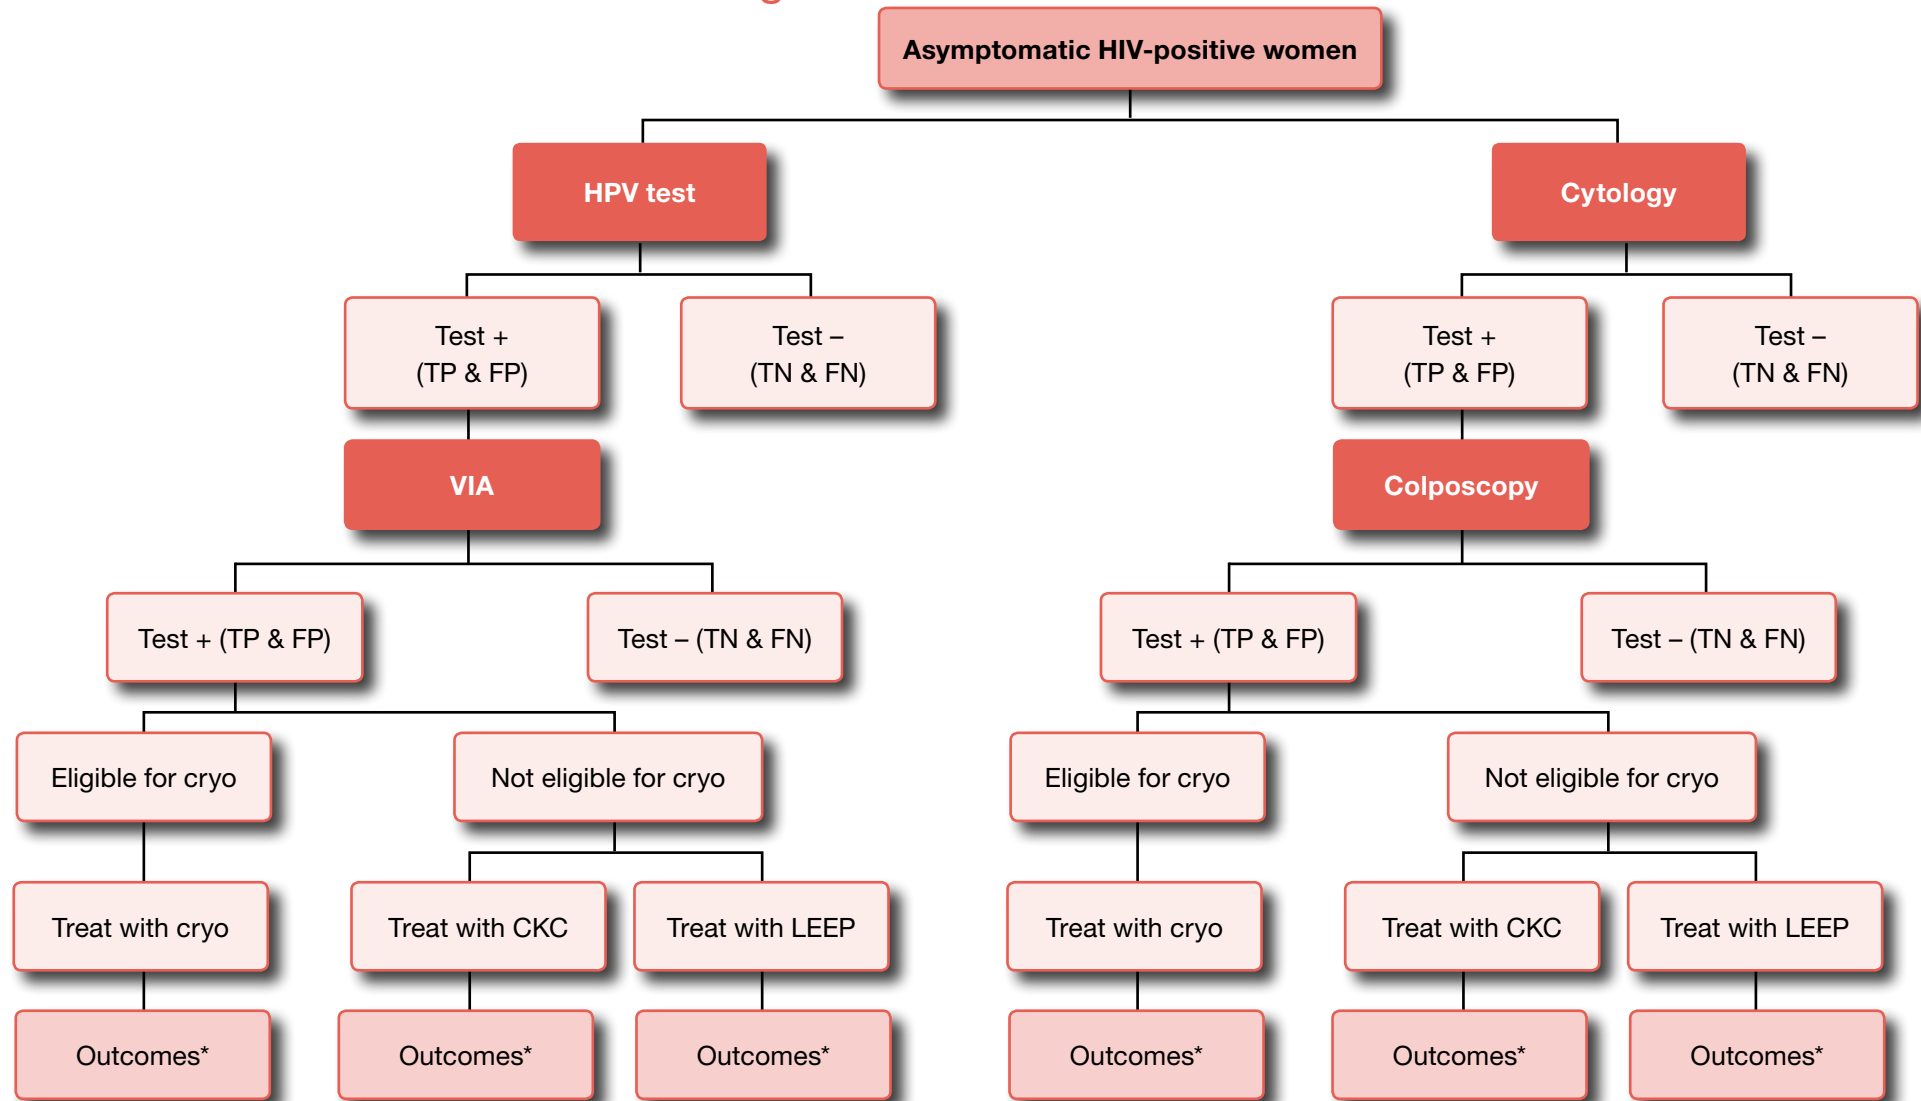 Asymptomatic HIV-positive women
HPV test
Cytology
Test +
(TP & FP)
Test –
(TN & FN)
Test +
(TP & FP)
Test –
(TN & FN)
VIA
Colposcopy
Test + (TP & FP)
Test – (TN & FN)
Test + (TP & FP)
Test – (TN & FN)
Eligible for cryo
Not eligible for cryo
Eligible for cryo
Not eligible for cryo
Treat with cryo
Treat with CKC
Treat with LEEP
Treat with cryo
Treat with CKC
Treat with LEEP
Outcomes*
Outcomes*
Outcomes*
Outcomes*
Outcomes*
Outcomes*